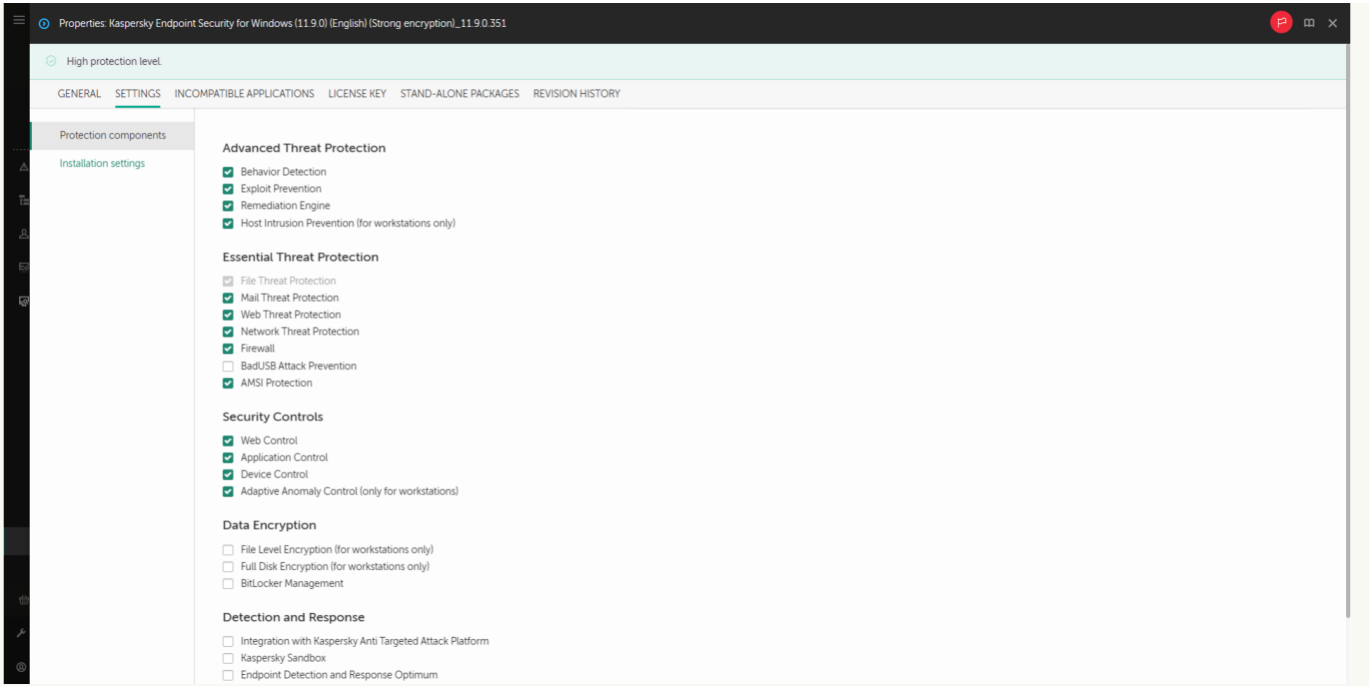 Properties: Kaspersky Endpoint Security for Windows (11.9.0) (English) (Strong encryption)_11.9.0.351
High protection level.
GENERAL SETTINGS INCOMPATIBLE APPLICATIONS LICENSE KEY STAND-ALONE PACKAGES REVISION HISTORY
Protection components
Installation settings
Advanced Threat Protection
Behavior Detection
Exploit Prevention
Remediation Engine
Host Intrusion Prevention (for workstations only)
Essential Threat Protection
File Threat Protection
Mail Threat Protection
Web Threat Protection
Network Threat Protection
Firewall
BadUSB Attack Prevention
AMSI Protection
Security Controls
Web Control
Application Control
Device Control
Adaptive Anomaly Control (only for workstations)
Data Encryption
File Level Encryption (for workstations only)
Full Disk Encryption (for workstations only)
BitLocker Management
Detection and Response
Integration with Kaspersky Anti Targeted Attack Platform
Kaspersky Sandbox
Endpoint Detection and Response Optimum